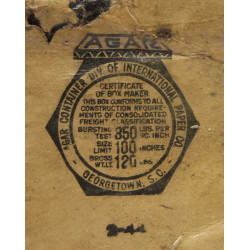 AGAR
AGAR CONTAINER DIV. OF INTERNATIONAL PAPER CO.
CERTIFICATE
OF BOX MAKER
THIS BOX CONFORMS TO ALL
CONSTRUCTION REQUIRE-
MENTS OF CONSOLIDATED
FREIGHT CLASSIFICATION
BURSTING TEST 350 LBS. PER SQ. INCH
SIZE LIMIT 100 INCHES
GROSS WT. LT. 120 LBS.
GEORGETOWN, S.C.